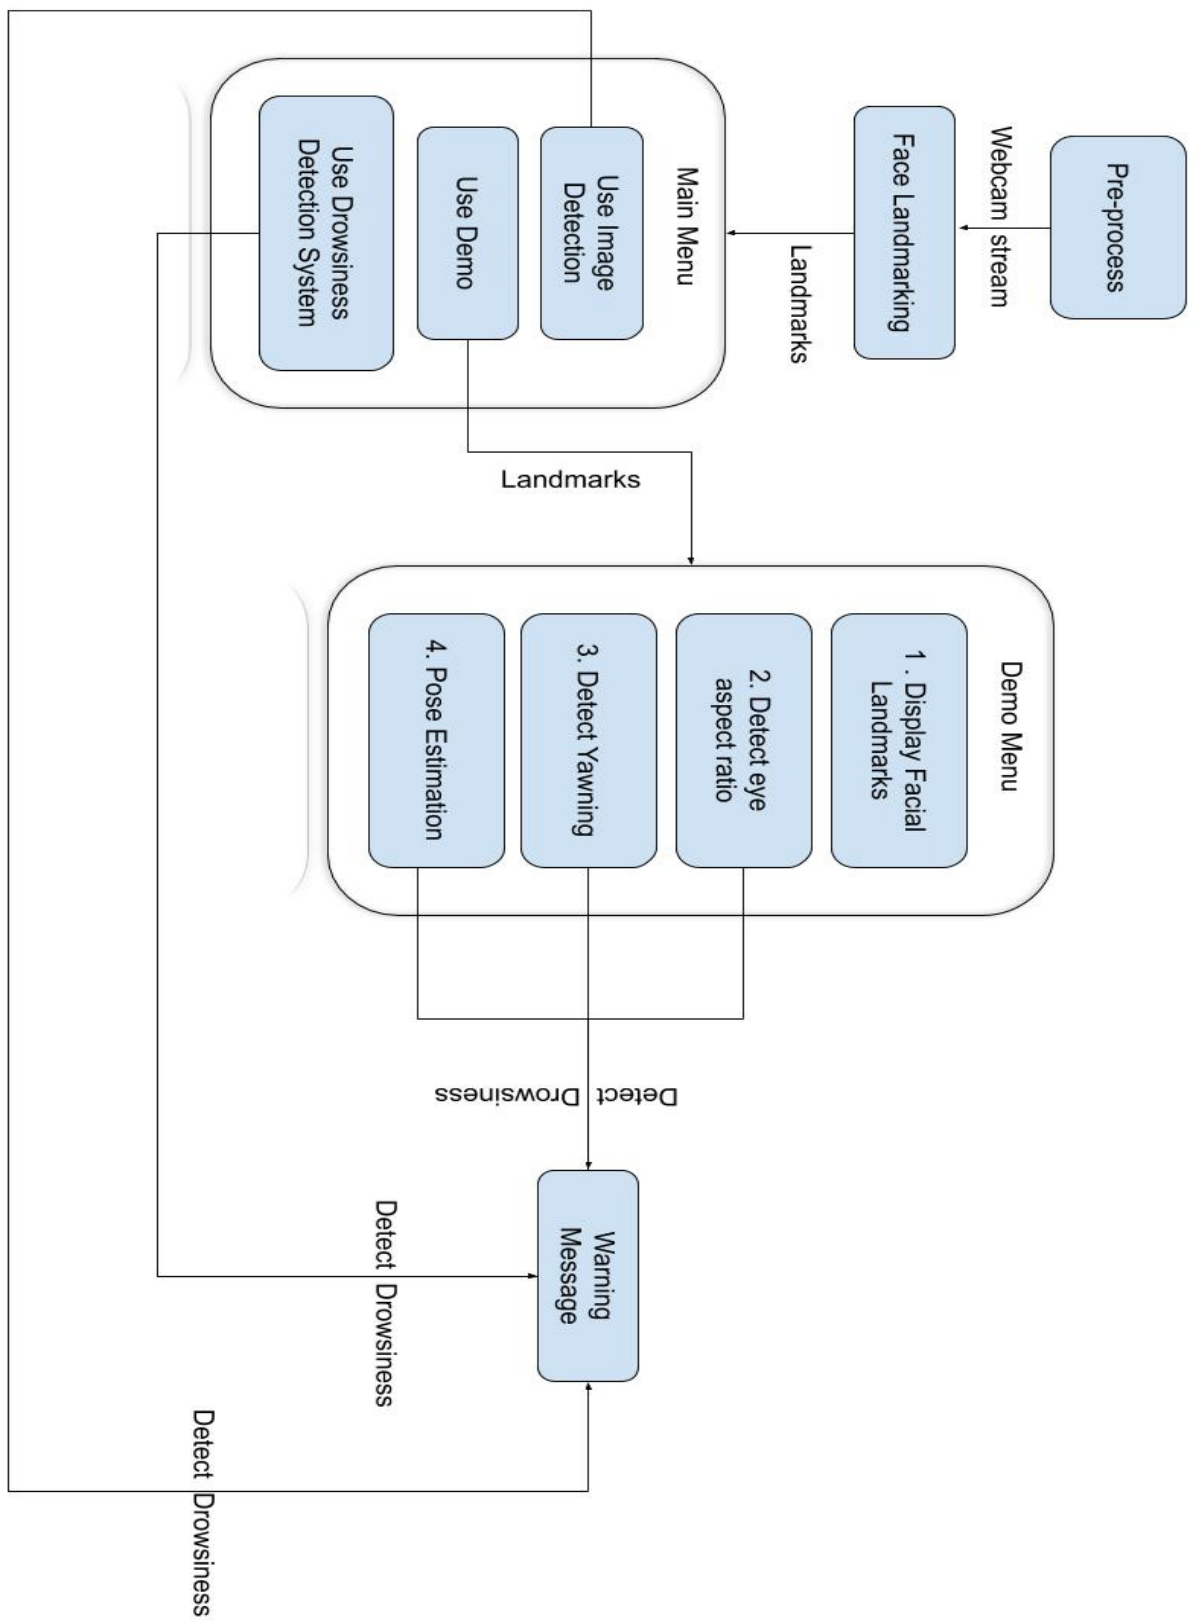 Pre-process
Webcam stream
Face Landmarking
Landmarks
Main Menu
Use Image
Detection
Use Demo
Use Drowsiness
Detection System
Landmarks
Demo Menu
1 . Display Facial
Landmarks
2. Detect eye
aspect ratio
3. Detect Yawning
4. Pose Estimation
Detect Drowsiness
Warning
Message
Detect Drowsiness
Detect Drowsiness